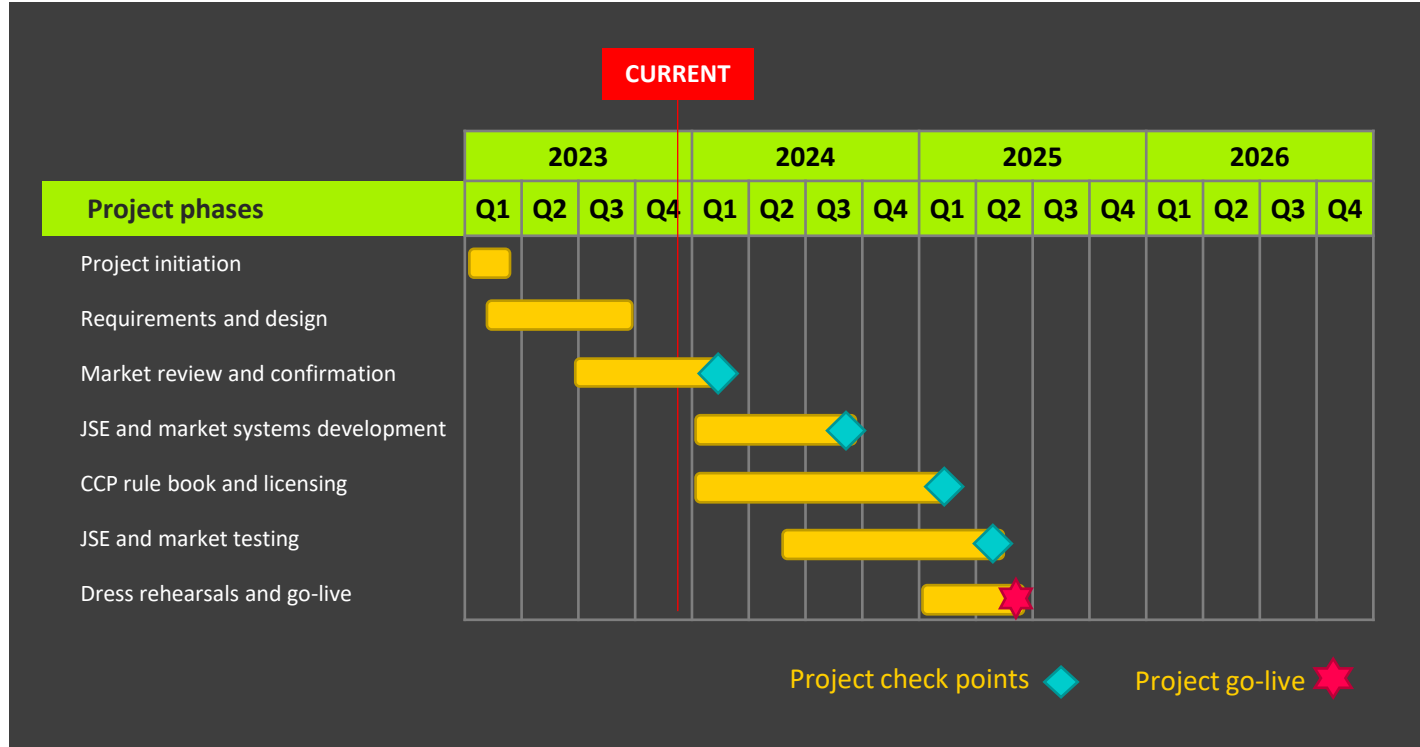 CURRENT
2023 2024 2025 2026
Project phases Q1 Q2 Q3 Q4 Q1 Q2 Q3 Q4 Q1 Q2 Q3 Q4 Q1 Q2 Q3 Q4
Project initiation
Requirements and design
Market review and confirmation
JSE and market systems development
CCP rule book and licensing
JSE and market testing
Dress rehearsals and go-live
Project check points Project go-live